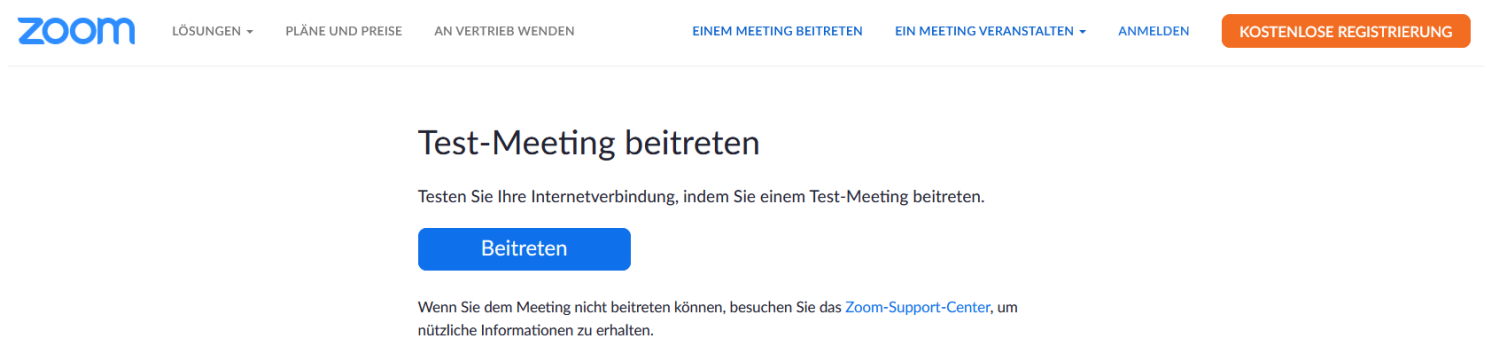 zoom LÖSUNGEN PLÄNE UND PREISE AN VERTRIEB WENDEN EINEM MEETING BEITRETEN EIN MEETING VERANSTALTEN ANMELDEN KOSTENLOSE REGISTRIERUNG
Test-Meeting beitreten
Testen Sie Ihre Internetverbindung, indem Sie einem Test-Meeting beitreten.
Beitreten
Wenn Sie dem Meeting nicht beitreten können, besuchen Sie das Zoom-Support-Center, um
nützliche Informationen zu erhalten.